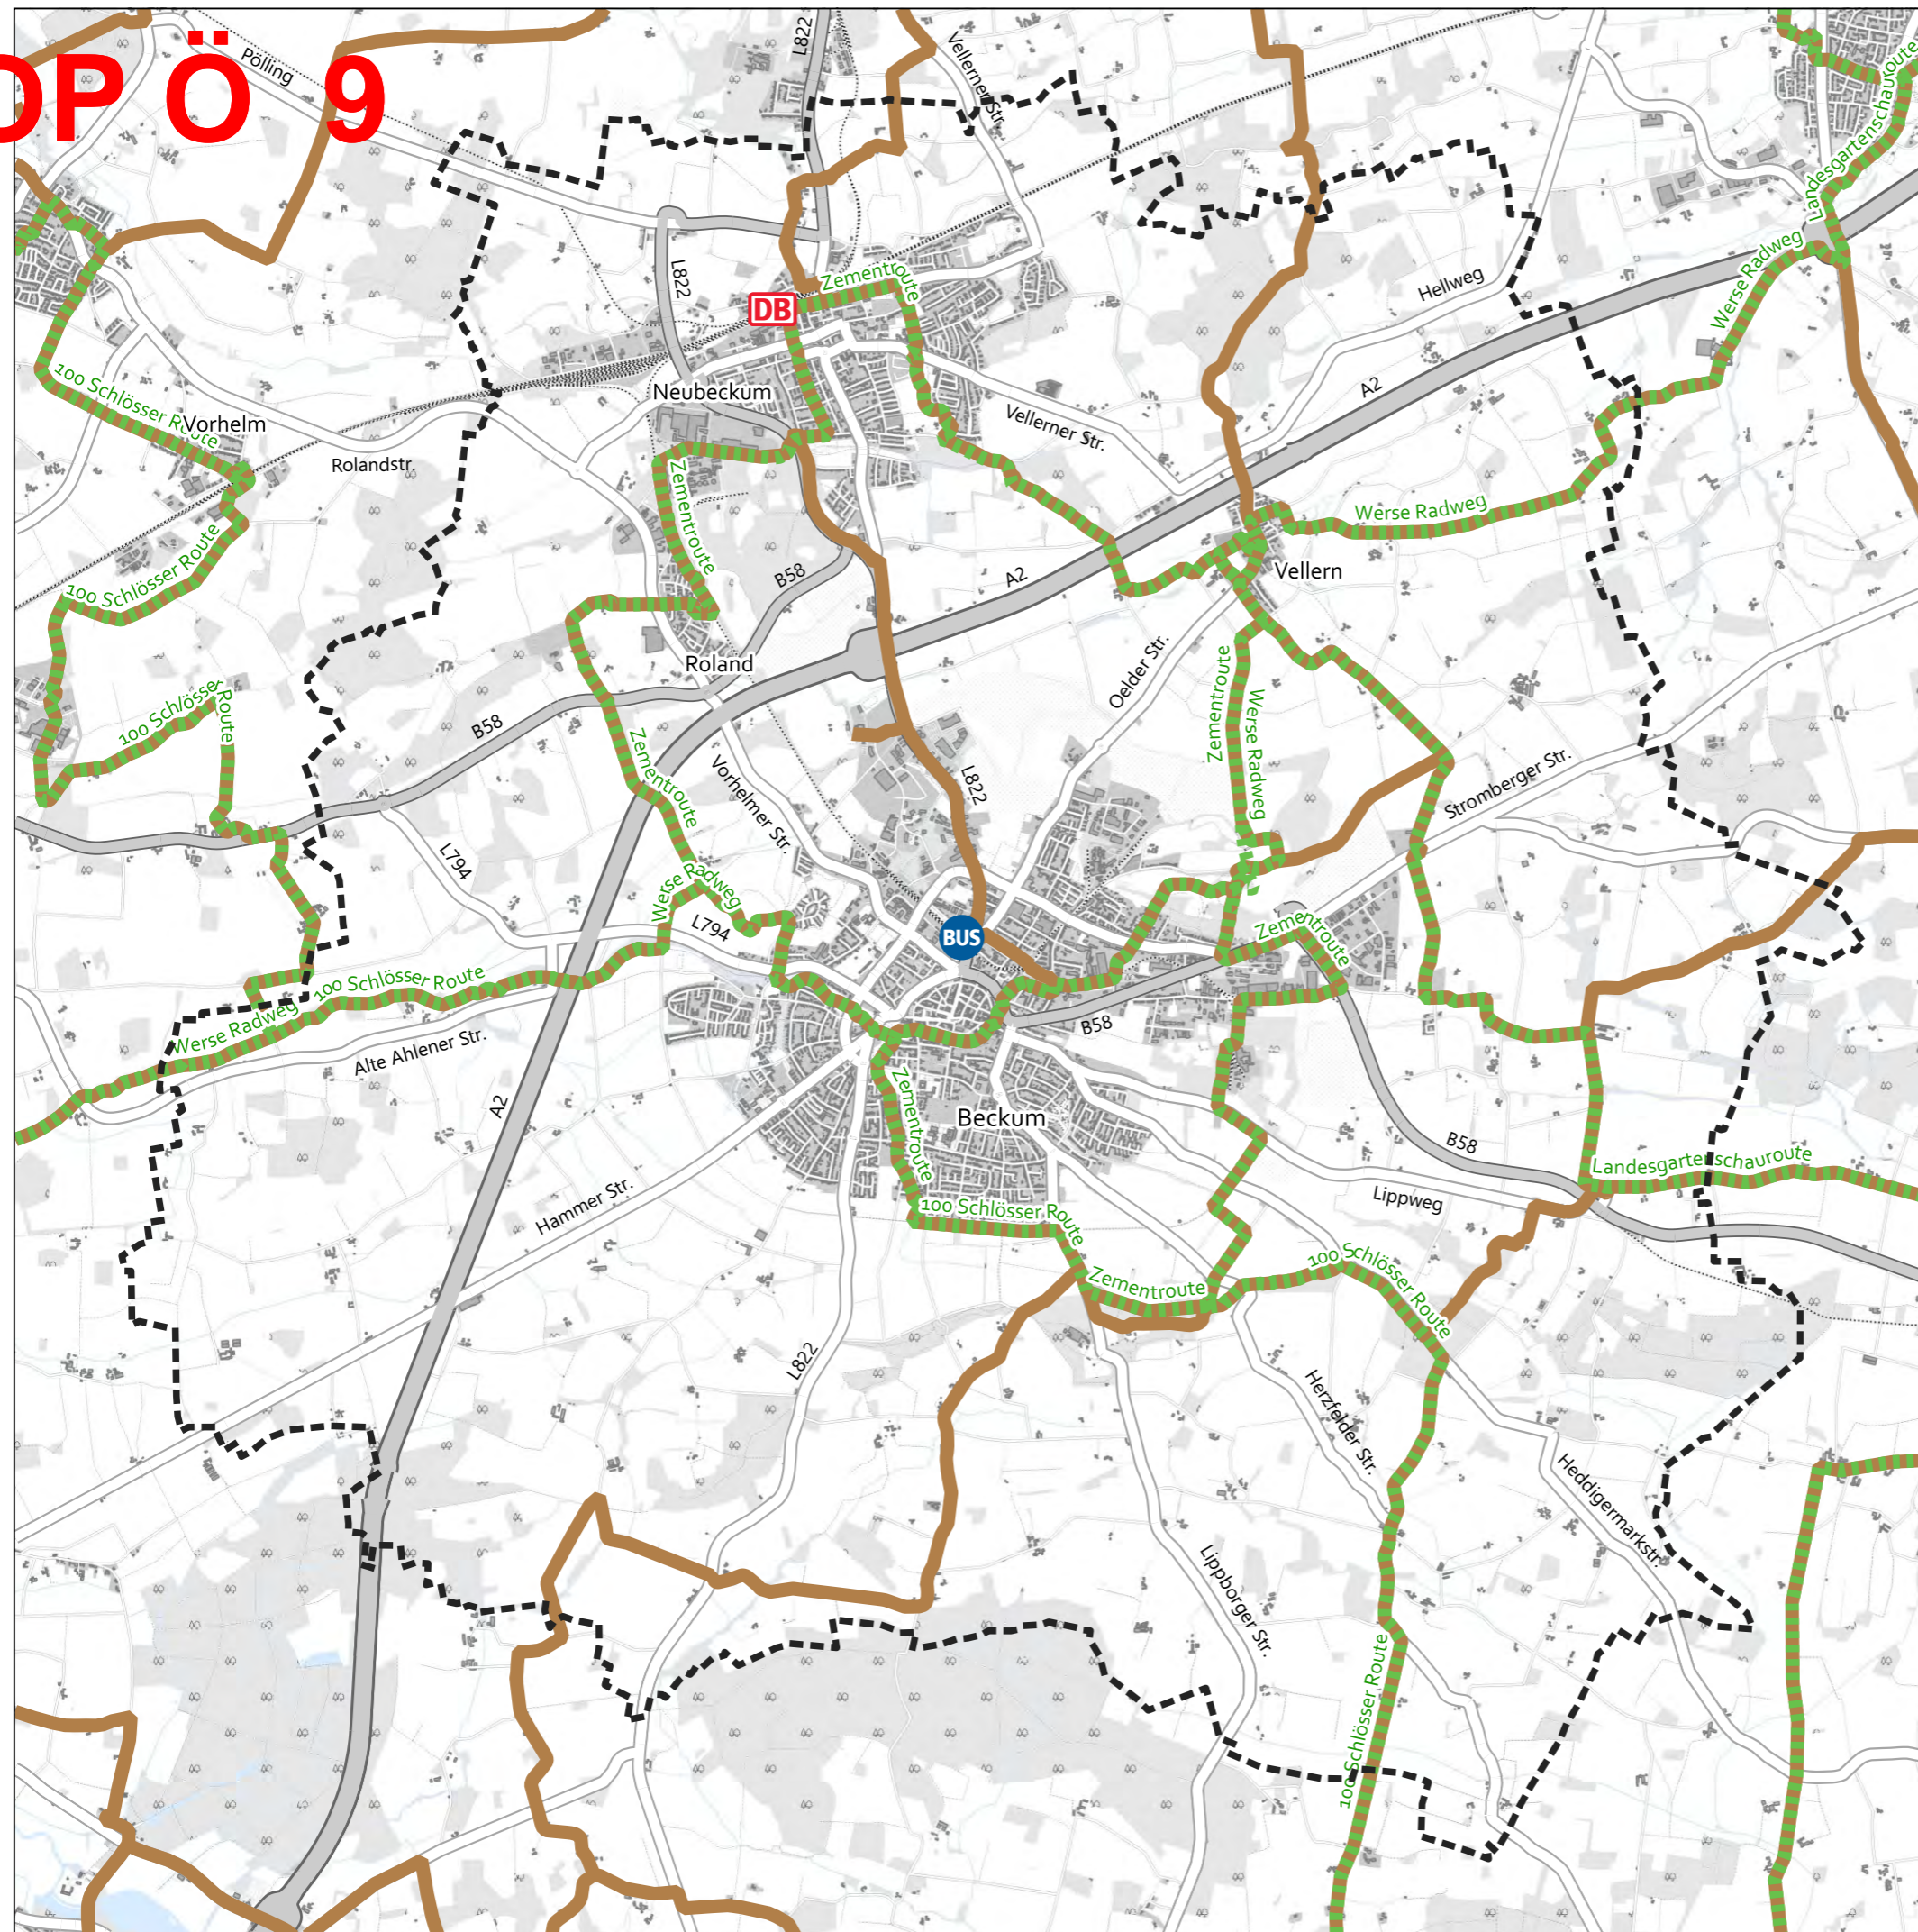 OP Ö 9
Pölling
L822
Vellerner Str.
Landesgartenschauroute
L822
Zementroute
DB
Hellweg
Werse Radweg
100 Schlösser Route
Vorhelm
Neubeckum
A2
Vellerner Str.
Rolandstr.
Zementroute
Werse Radweg
100 Schlösser Route
B58
A2
Vellern
Roland
Oelder Str.
Zementroute
Werse Radweg
100 Schlösser Route
B58
Zementroute
Vorhelmer Str.
L822
Stromberger Str.
L794
Werse Radweg
L794
BUS
Zementroute
100 Schlösser Route
Werse Radweg
Alte Ahlener Str.
B58
A2
Zementroute
Beckum
B58
Landesgartenschauroute
Hammer Str.
Lippweg
100 Schlösser Route
Zementroute
100 Schlösser Route
L822
Herzfelder Str.
Heddigermarkstr.
Lippborger Str.
100 Schlösser Route